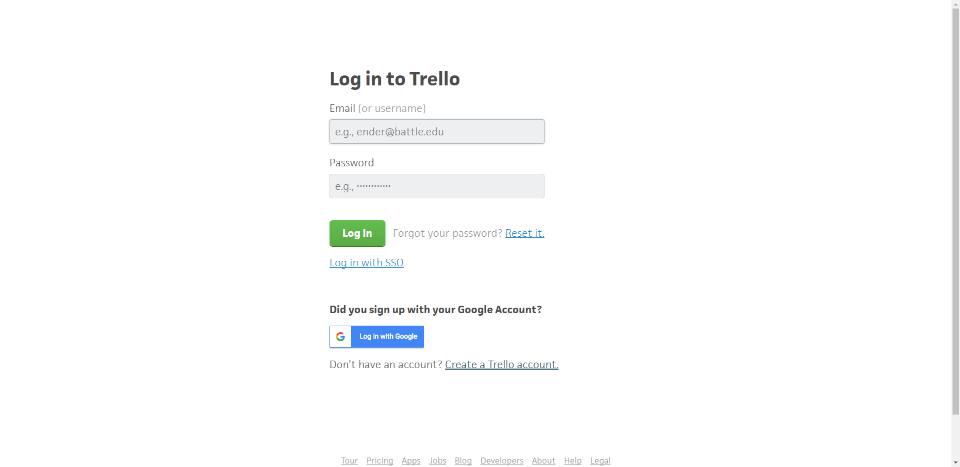 Log in to Trello
Email (or username)
e.g., ender@battle.edu
Password
e.g., ••••••••••••
Log In Forgot your password? Reset it.
Log in with SSO
Did you sign up with your Google Account?
Log in with Google
Don't have an account? Create a Trello account.
Tour Pricing Apps Jobs Blog Developers About Help Legal